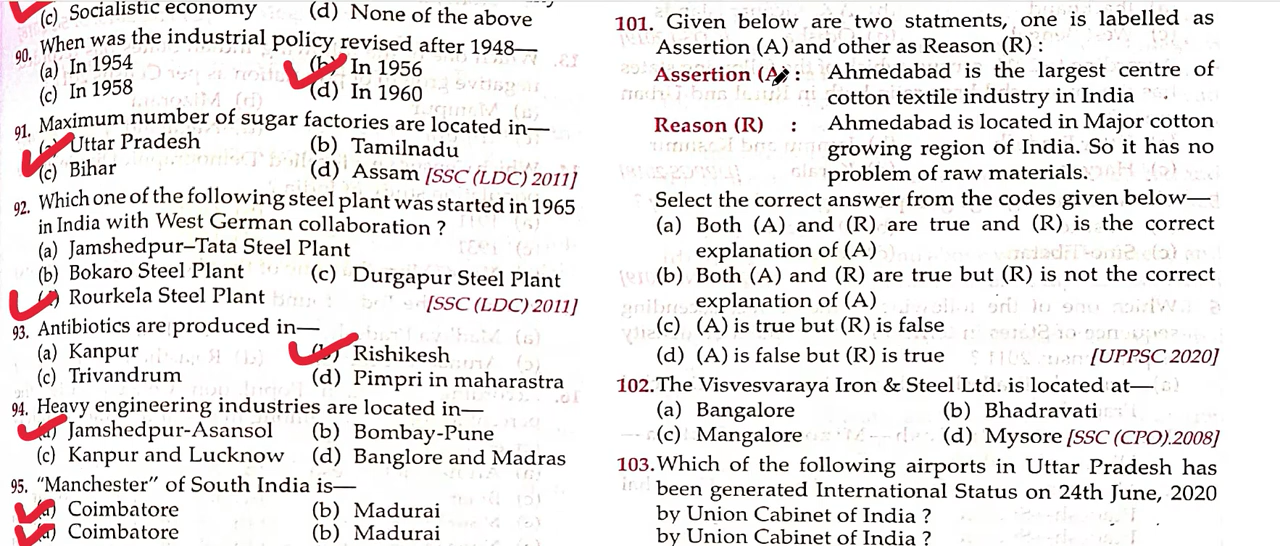 (c) Socialistic economy (d) None of the above
90. When was the industrial policy revised after 1948—
(a) In 1954 (b) In 1956
(c) In 1958 (d) In 1960
91. Maximum number of sugar factories are located in—
Uttar Pradesh (b) Tamilnadu
(c) Bihar (d) Assam [SSC (LDC) 2011]
92. Which one of the following steel plant was started in 1965
in India with West German collaboration ?
(a) Jamshedpur–Tata Steel Plant
(b) Bokaro Steel Plant (c) Durgapur Steel Plant
Rourkela Steel Plant [SSC (LDC) 2011]
93. Antibiotics are produced in—
(a) Kanpur (b) Rishikesh
(c) Trivandrum (d) Pimpri in maharastra
94. Heavy engineering industries are located in—
(a) Jamshedpur-Asansol (b) Bombay-Pune
(c) Kanpur and Lucknow (d) Banglore and Madras
95. “Manchester” of South India is—
(a) Coimbatore (b) Madurai
(a) Coimbatore (b) Madurai
101. Given below are two statments, one is labelled as
Assertion (A) and other as Reason (R) :
Assertion (A : Ahmedabad is the largest centre of
cotton textile industry in India
Reason (R) : Ahmedabad is located in Major cotton
growing region of India. So it has no
problem of raw materials.
Select the correct answer from the codes given below—
(a) Both (A) and (R) are true and (R) is the correct
explanation of (A)
(b) Both (A) and (R) are true but (R) is not the correct
explanation of (A)
(c) (A) is true but (R) is false
(d) (A) is false but (R) is true [UPPSC 2020]
102. The Visvesvaraya Iron & Steel Ltd. is located at—
(a) Bangalore (b) Bhadravati
(c) Mangalore (d) Mysore [SSC (CPO).2008]
103. Which of the following airports in Uttar Pradesh has
been generated International Status on 24th June, 2020
by Union Cabinet of India ?
by Union Cabinet of India ?